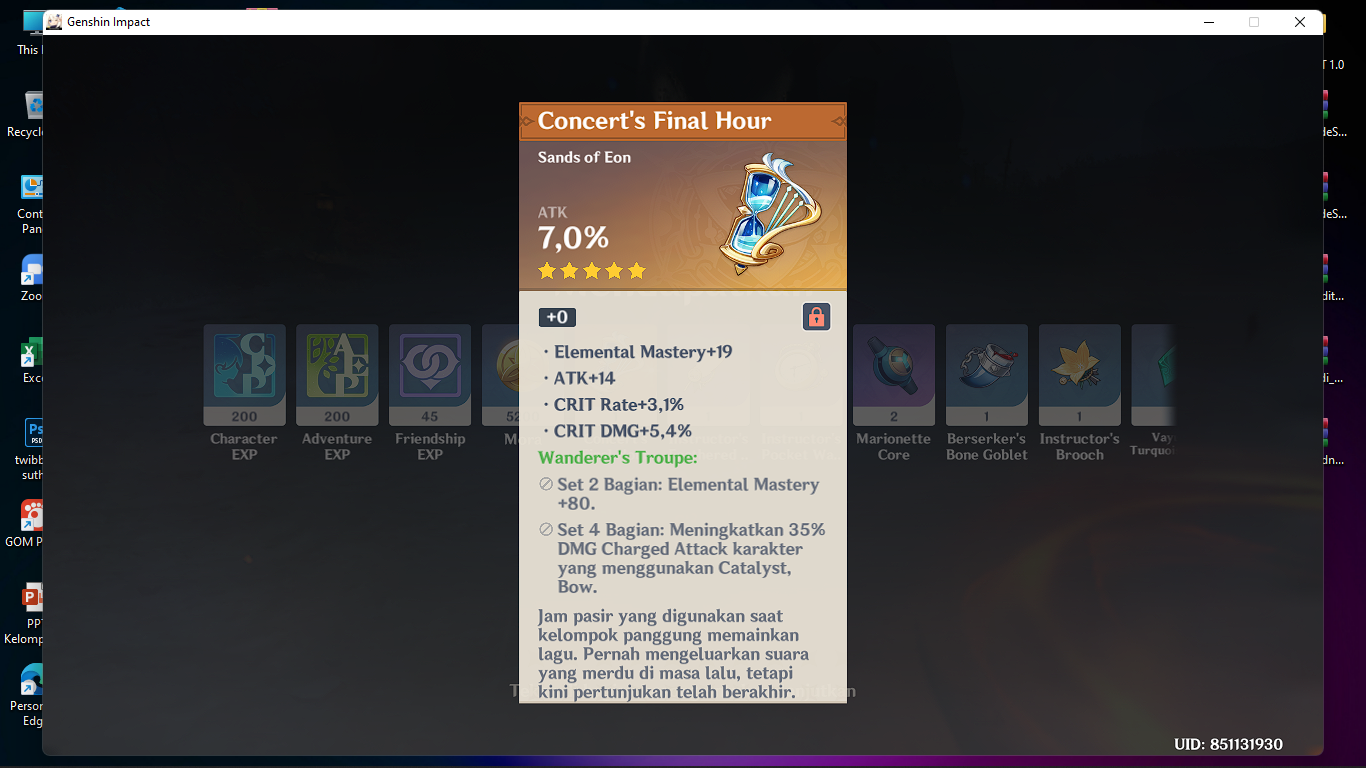 Genshin Impact
This
Recycle
Cont
Pan
Zoo
Exce
twibb
suth
GOM P
PPT
Kelomp
Person
Edg
Concert's Final Hour
Sands of Eon
ATK
7,0%
+0
· Elemental Mastery+19
· ATK+14
· CRIT Rate+3,1%
· CRIT DMG+5,4%
Wanderer's Troupe:
Set 2 Bagian: Elemental Mastery
+80.
Set 4 Bagian: Meningkatkan 35%
DMG Charged Attack karakter
yang menggunakan Catalyst,
Bow.
Jam pasir yang digunakan saat
kelompok panggung memainkan
lagu. Pernah mengeluarkan suara
yang merdu di masa lalu, tetapi
kini pertunjukan telah berakhir.
200
Character
EXP
200
Adventure
EXP
45
Friendship
EXP
2
Marionette
Core
1
Berserker's
Bone Goblet
1
Instructor's
Brooch
Vay
Turquoi
UID: 851131930
T 1.0
deS...
deS...
dit...
di_...
dn...